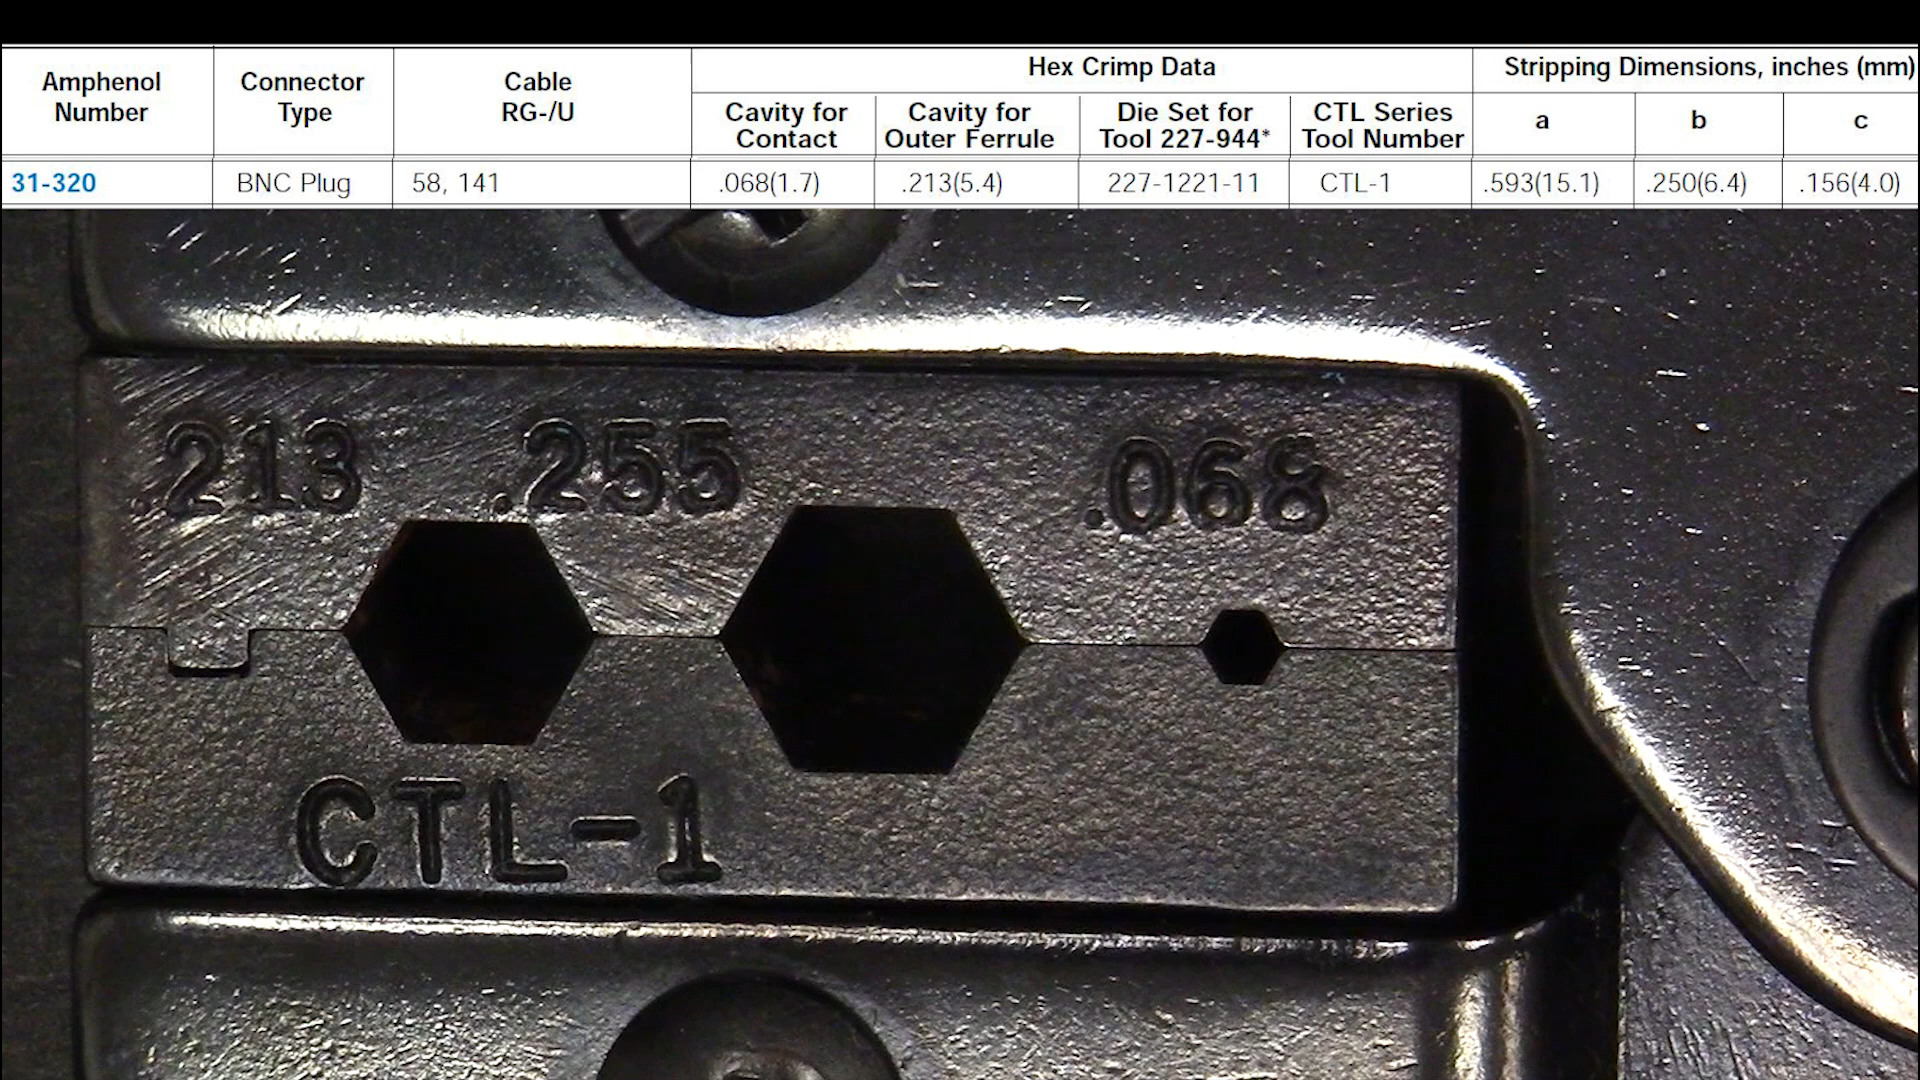 Amphenol Number
Connector Type
Cable RG-/U
Hex Crimp Data
Stripping Dimensions, inches (mm)
Cavity for Contact
Cavity for Outer Ferrule
Die Set for Tool 227-944*
CTL Series Tool Number
a
b
c
31-320
BNC Plug
58, 141
.068(1.7)
.213(5.4)
227-1221-11
CTL-1
.593(15.1)
.250(6.4)
.156(4.0)
.213
.255
.068
CTL-1